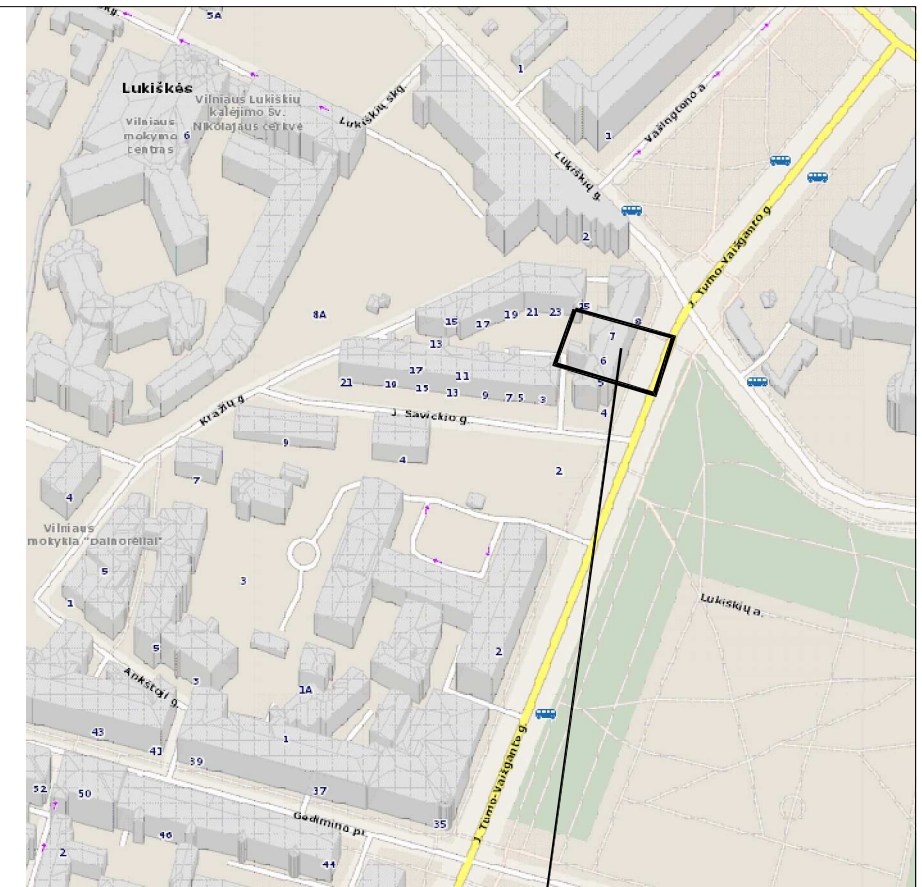 5A
Lukiškės
Vilniaus Lukiškių
kalėjimo Šv.
Nikolajaus cerkvė
Vilniaus
mokymo
centras
6
Lukiškių skg.
1
1
Vašingtono a.
Lukiškių g.
2
J. Tumo-Vaižganto g.
8A
15
17
19
21
23
25
8
7
6
5
4
13
21
19
17
15
13
11
9
7
5
3
Kražių g.
J. Savickio g.
9
4
2
7
4
Vilniaus
mokykla "Dainorėliai"
5
1
3
5
3
1A
2
Lukiškių a.
Ankštoji g.
43
41
39
1
37
35
J. Tumo-Vaižganto g.
Gedimino pr.
52
50
46
44
2